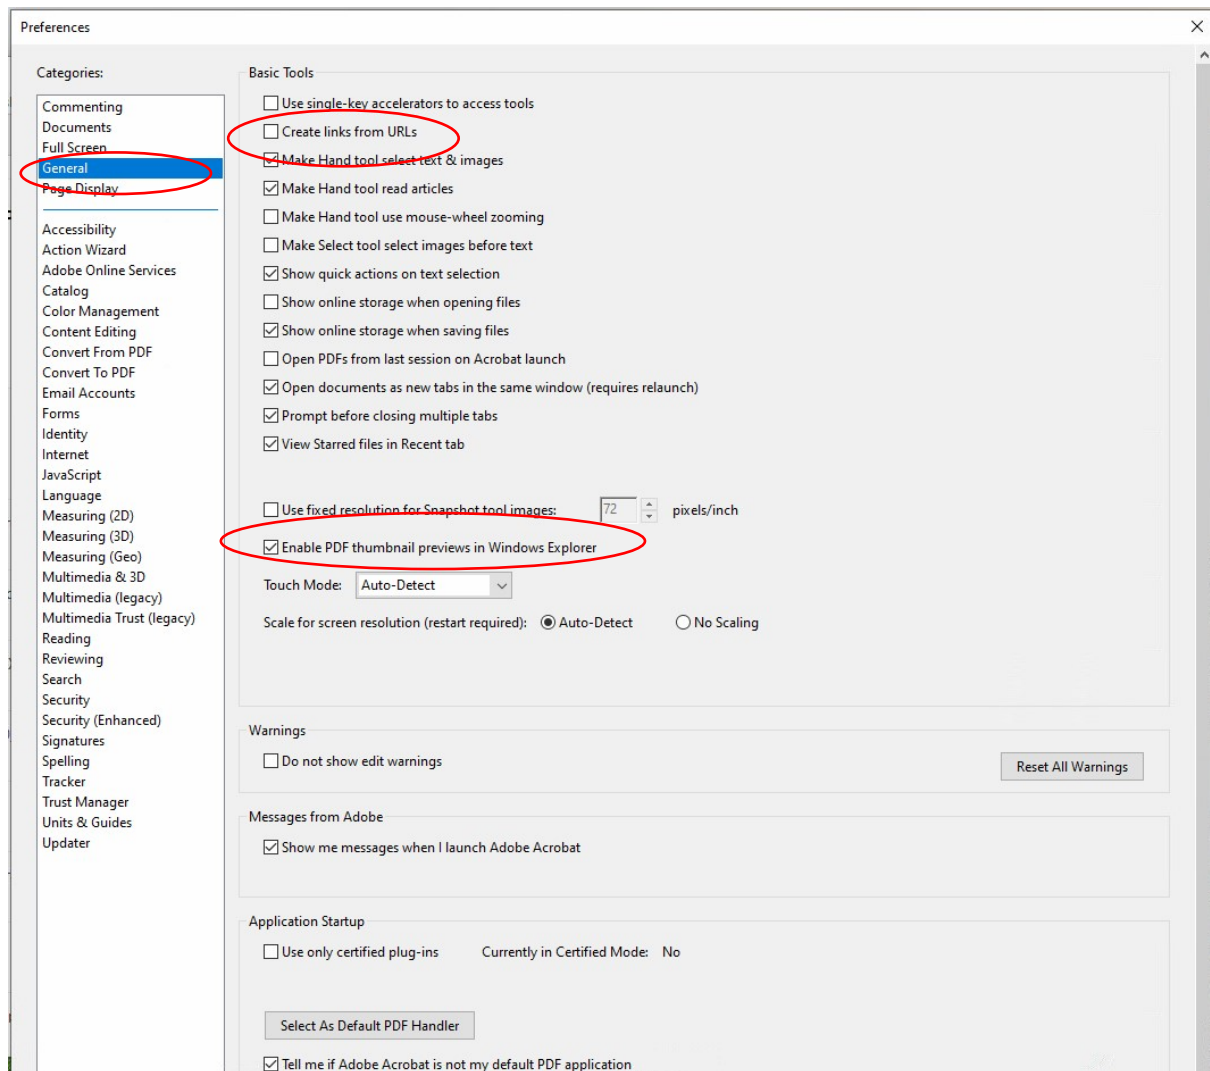 Preferences
Categories:
Commenting
Documents
Full Screen
General
Page Display
Accessibility
Action Wizard
Adobe Online Services
Catalog
Color Management
Content Editing
Convert From PDF
Convert To PDF
Email Accounts
Forms
Identity
Internet
JavaScript
Language
Measuring (2D)
Measuring (3D)
Measuring (Geo)
Multimedia & 3D
Multimedia (legacy)
Multimedia Trust (legacy)
Reading
Reviewing
Search
Security
Security (Enhanced)
Signatures
Spelling
Tracker
Trust Manager
Units & Guides
Updater
Basic Tools
Use single-key accelerators to access tools
Create links from URLs
Make Hand tool select text & images
Make Hand tool read articles
Make Hand tool use mouse-wheel zooming
Make Select tool select images before text
Show quick actions on text selection
Show online storage when opening files
Show online storage when saving files
Open PDFs from last session on Acrobat launch
Open documents as new tabs in the same window (requires relaunch)
Prompt before closing multiple tabs
View Starred files in Recent tab
Use fixed resolution for Snapshot tool images: 72 pixels/inch
Enable PDF thumbnail previews in Windows Explorer
Touch Mode: Auto-Detect
Scale for screen resolution (restart required): Auto-Detect No Scaling
Warnings
Do not show edit warnings Reset All Warnings
Messages from Adobe
Show me messages when I launch Adobe Acrobat
Application Startup
Use only certified plug-ins Currently in Certified Mode: No
Select As Default PDF Handler
Tell me if Adobe Acrobat is not my default PDF application